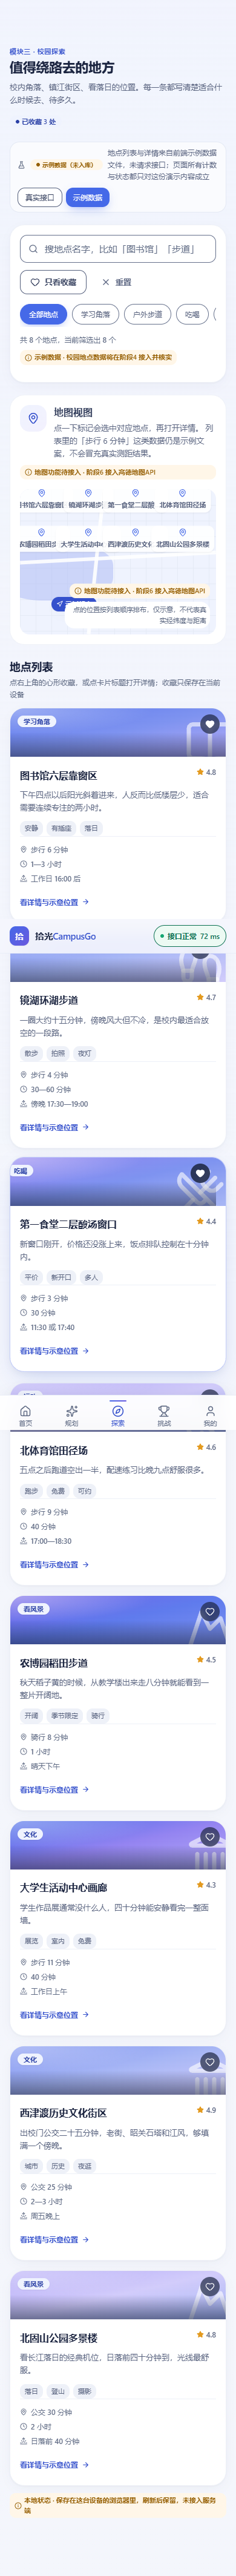 模块三 · 校园探索
值得绕路去的地方
校内角落、镇江街区、看落日的位置。每一条都写清楚适合什
么时候去、待多久。
已收藏 3 处
示例数据（未入库）
地点列表与详情来自前端示例数据
文件，未请求接口；页面所有计数
与状态都只对这份演示内容成立
真实接口
示例数据
搜地点名字，比如「图书馆」「步道」
只看收藏
重置
全部地点
学习角落
户外步道
吃喝
共 8 个地点，当前筛选出 8 个
示例数据 · 校园地点数据将在阶段4 接入并核实
地图视图
点一下标记会选中对应地点，再打开详情。列
表里的「步行 6 分钟」这类数据仍是示例文
案，不会冒充真实测距结果。
地图功能待接入 · 阶段6 接入高德地图API
镜湖环湖步道
第一食堂二层酸
北体育馆田径场
大学生活动中心
西津渡历史文化
北固山公园多景楼
地图功能待接入 · 阶段6 接入高德地图API
点的位置按列表顺序排布，仅示意，不代表真
实经纬度与距离
地点列表
点右上角的心形收藏，或点卡片标题打开详情；收藏只保存在当前
设备
学习角落
图书馆六层靠窗区
4.8
下午四点以后阳光斜着进来，人反而比低楼层少，适合
需要连续专注的两小时。
安静
有插座
落日
步行 6 分钟
1—3 小时
工作日 16:00 后
看详情与示意位置
拾
拾光CampusGo
接口正常 72 ms
镜湖环湖步道
4.7
一圈大约十五分钟，傍晚风大但不冷，是校内最适合放
空的一段路。
散步
拍照
夜灯
步行 4 分钟
30—60 分钟
傍晚 17:30—19:00
看详情与示意位置
吃喝
第一食堂二层酸汤窗口
4.4
新窗口刚开，价格还没涨上来，饭点排队控制在十分钟
内。
平价
新开口
多人
步行 3 分钟
30 分钟
11:30 或 17:40
看详情与示意位置
首页
规划
探索
挑战
我的
北体育馆田径场
4.6
五点之后跑道空出一半，配速练习比晚九点舒服很多。
跑步
免费
可约
步行 9 分钟
40 分钟
17:00—18:30
看详情与示意位置
看风景
农博园稻田步道
4.5
秋天稻子黄的时候，从教学楼出来走八分钟就能看到一
整片开阔地。
开阔
季节限定
骑行
骑行 8 分钟
1 小时
晴天下午
看详情与示意位置
文化
大学生活动中心画廊
4.3
学生作品展通常没什么人，四十分钟能安静看完一整面
墙。
展览
室内
免费
步行 11 分钟
40 分钟
工作日上午
看详情与示意位置
文化
西津渡历史文化街区
4.9
出校门公交二十五分钟，老街、昭关石塔和江风，够填
满一个傍晚。
城市
历史
夜逛
公交 25 分钟
2—3 小时
周五晚上
看详情与示意位置
看风景
北固山公园多景楼
4.8
看长江落日的经典机位，日落前四十分钟到，光线最舒
服。
落日
登山
摄影
公交 30 分钟
2 小时
日落前 40 分钟
看详情与示意位置
本地状态 · 保存在这台设备的浏览器里，刷新后保留，未接入服务
端